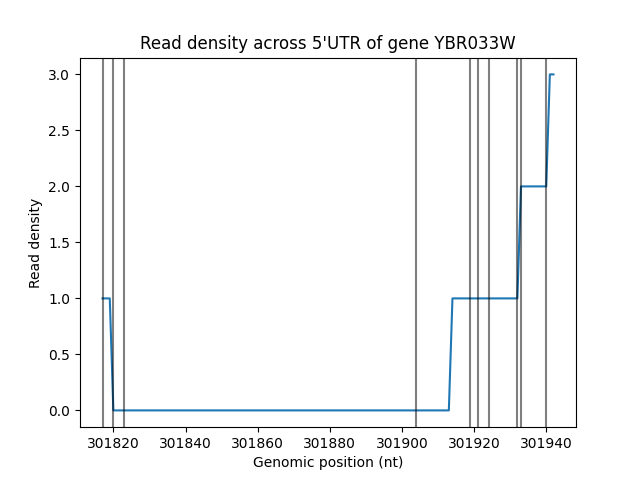 Read density across 5'UTR of gene YBR033W
Read density
3.0
2.5
2.0
1.5
1.0
0.5
0.0
301820 301840 301860 301880 301900 301920 301940
Genomic position (nt)